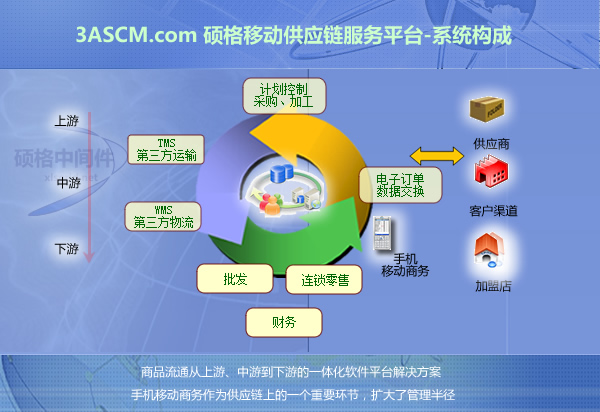 3ASCM.com 硕格移动供应链服务平台-系统构成
计划控制
采购、加工
上游
TMS
第三方运输
硕格中间件
供应商
中游
电子订单
数据交换
WMS
第三方物流
客户渠道
下游
手机
移动商务
批发
连锁零售
加盟店
财务
商品流通从上游、中游到下游的一体化软件平台解决方案
手机移动商务作为供应链上的一个重要环节，扩大了管理半径